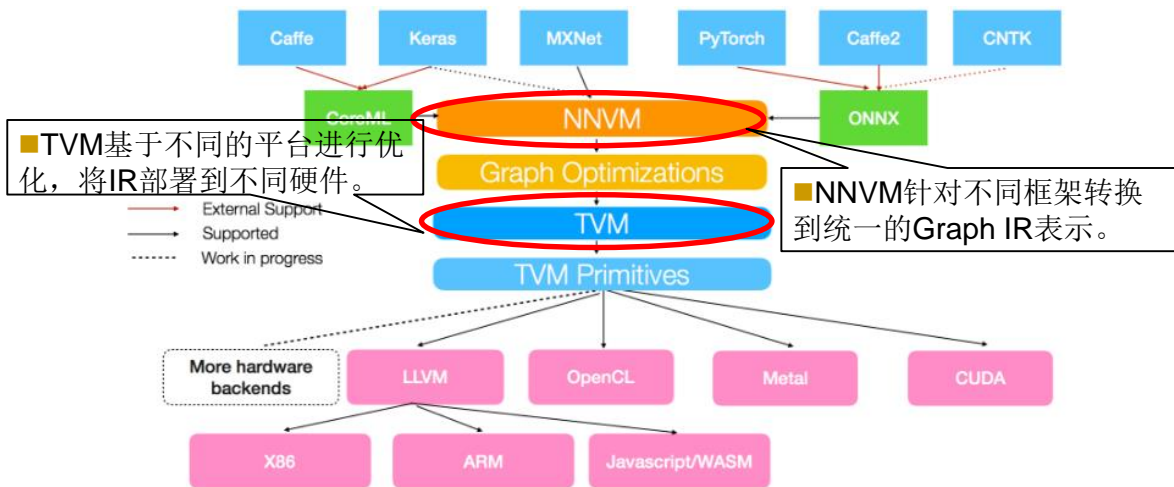 Caffe
Keras
MXNet
PyTorch
Caffe2
CNTK
CoreML
NNVM
ONNX
■TVM基于不同的平台进行优
化，将IR部署到不同硬件。
Graph Optimizations
■NNVM针对不同框架转换
到统一的Graph IR表示。
External Support
Supported
Work in progress
TVM
TVM Primitives
More hardware
backends
LLVM
OpenCL
Metal
CUDA
X86
ARM
Javascript/WASM